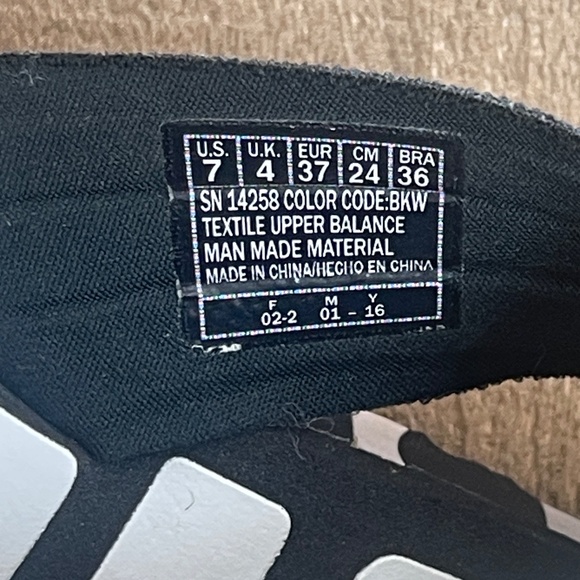 U.S. U.K. EUR CM BRA
7 4 37 24 36
SN 14258 COLOR CODE:BKW
TEXTILE UPPER BALANCE
MAN MADE MATERIAL
MADE IN CHINA/HECHO EN CHINA
F M Y
02-2 01 - 16